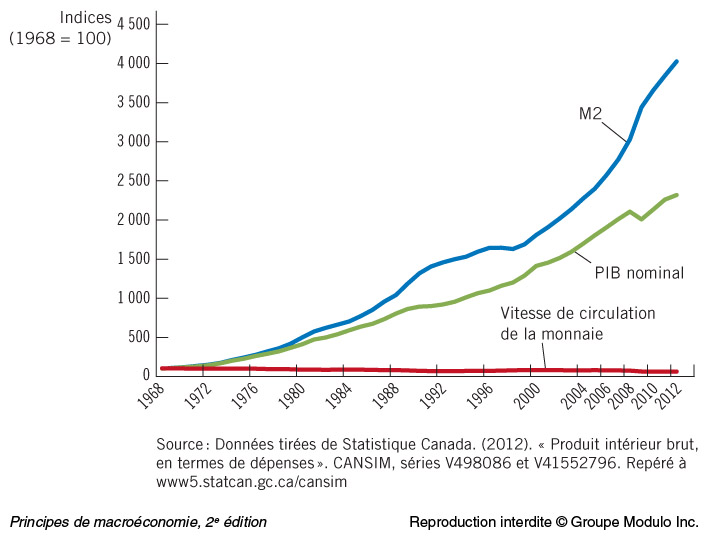 Indices
(1968 = 100)
4 500
4 000
3 500
3 000
2 500
2 000
1 500
1 000
500
0
M2
PIB nominal
Vitesse de circulation
de la monnaie
1968
1972
1976
1980
1984
1988
1992
1996
2000
2004
2006
2008
2010
2012
Source : Données tirées de Statistique Canada. (2012). « Produit intérieur brut,
en termes de dépenses ». CANSIM, séries V498086 et V41552796. Repéré à
www5.statcan.gc.ca/cansim
Principes de macroéconomie, 2e édition
Reproduction interdite © Groupe Modulo Inc.